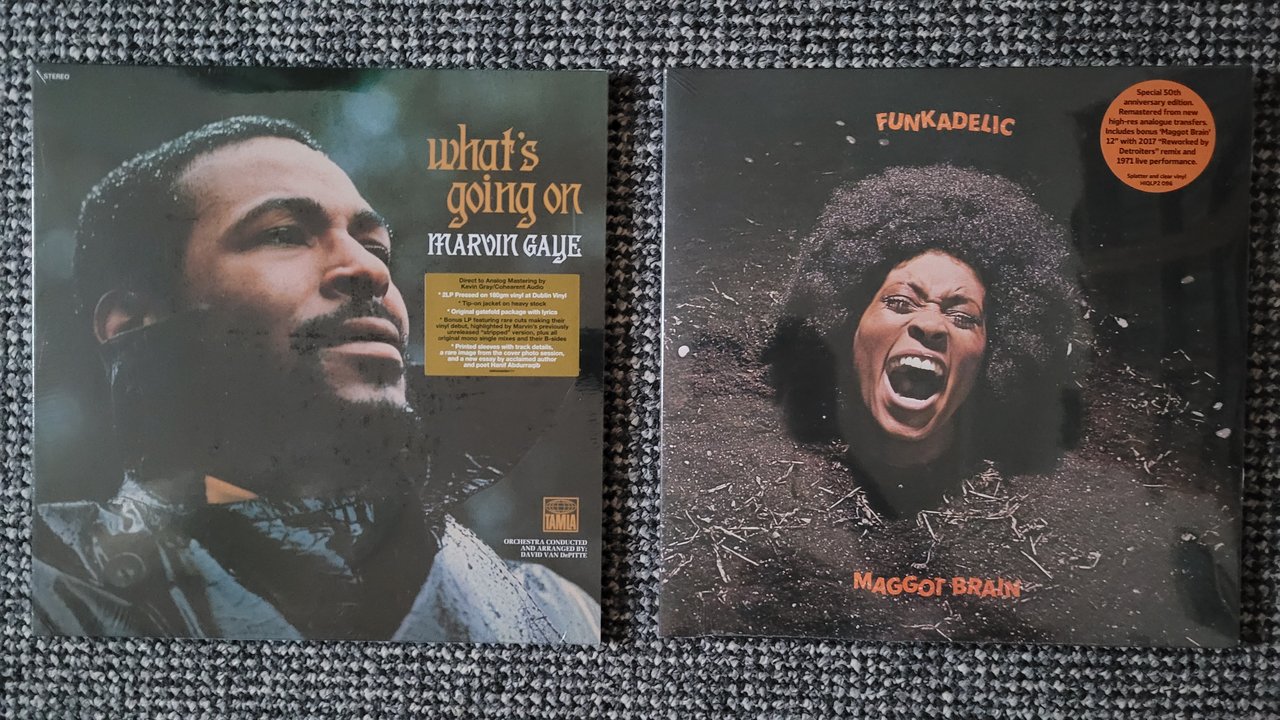 STEREO
what's
going on
MARVIN GAYE
Direct to Analog Mastering by
Kevin Gray/Cohearent Audio
* 2LP Pressed on 180gm vinyl at Dublin Vinyl
* Tip-on jacket on heavy stock
* Original gatefold package with lyrics
* Bonus LP featuring rare cuts making their
vinyl debut, highlighted by Marvin's previously
unreleased "stripped" version, plus all
original mono single mixes and their B-sides
* Printed sleeves with track details,
a rare image from the cover photo session,
and a new essay by acclaimed author
and poet Hanif Abdurraqib
TAMLA
ORCHESTRA CONDUCTED
AND ARRANGED BY:
DAVID VAN DePITTE
FUNKADELIC
Special 50th
anniversary edition.
Remastered from new
high-res analogue transfers.
Includes bonus 'Maggot Brain'
12" with 2017 "Reworked by
Detroiters" remix and
1971 live performance.
Splatter and clear vinyl
HIQLP2 096
MAGGOT BRAIN